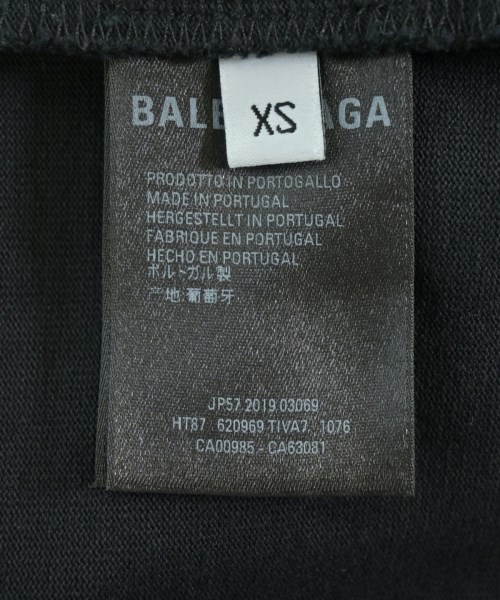 BALE AGA
XS
PRODOTTO IN PORTOGALLO
MADE IN PORTUGAL
HERGESTELLT IN PORTUGAL
FABRIQUE EN PORTUGAL
HECHO EN PORTUGAL
ポルトガル製
产地:葡萄牙
JP57 2019 03069
HT87 620969 TIVA7 1076
CA00985 - CA63081